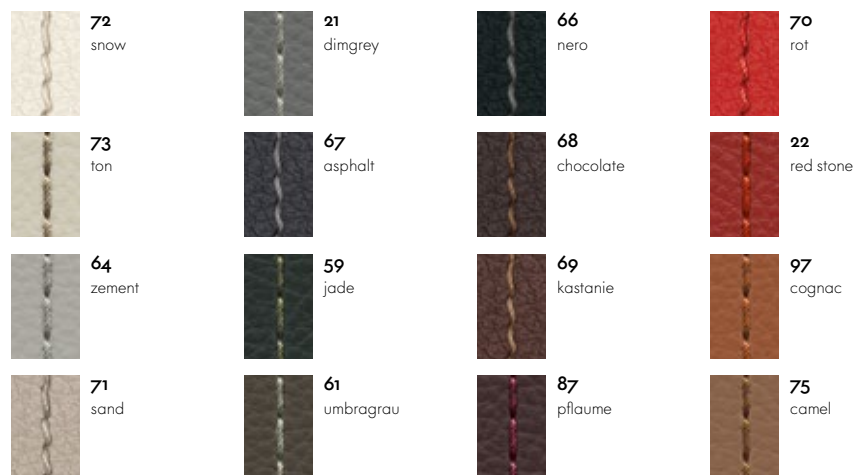 72
snow
21
dimgrey
66
nero
70
rot
73
ton
67
asphalt
68
chocolate
22
red stone
64
zement
59
jade
69
kastanie
97
cognac
71
sand
61
umbragrau
87
pflaume
75
camel